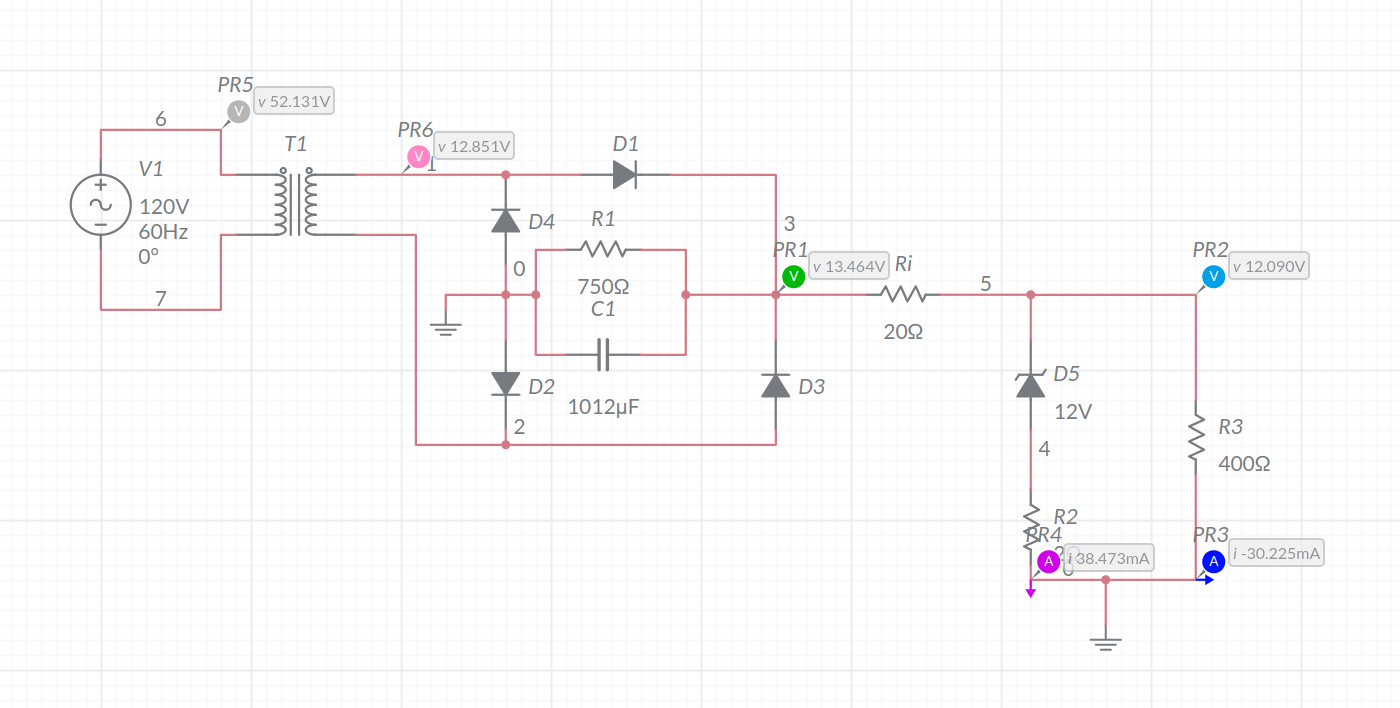 PR5
v 52.131V
6
V
T1
PR6
v 12.851V
V
1
D1
V1
120V
60Hz
0°
D4
R1
3
0
750Ω
C1
PR1
v 13.464V
V
Ri
5
PR2
v 12.090V
V
7
20Ω
D2
D3
D5
1012µF
12V
2
4
R3
400Ω
R2
PR4
i 38.473mA
A
0
PR3
i -30.225mA
A